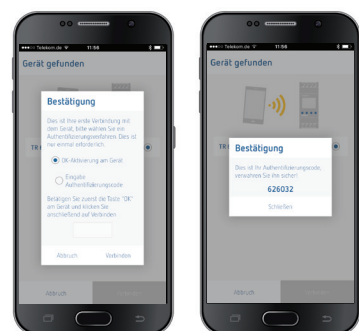 Telekom.de 11:56
Gerät gefunden
Bestätigung
Dies ist Ihre erste Verbindung mit
dem Gerät, bitte wählen Sie ein
Authentifizierungsverfahren. Dies ist
nur einmal erforderlich.
OK-Aktivierung am Gerät
Eingabe
Authentifizierungscode
Betätigen Sie zuerst die Taste "OK"
am Gerät und klicken Sie
anschließend auf Verbinden
Abbruch Verbinden
Abbruch
Telekom.de 11:56
Gerät gefunden
Bestätigung
Dies ist Ihr Authentifizierungscode,
verwahren Sie ihn sicher!
626032
Schließen
Abbruch